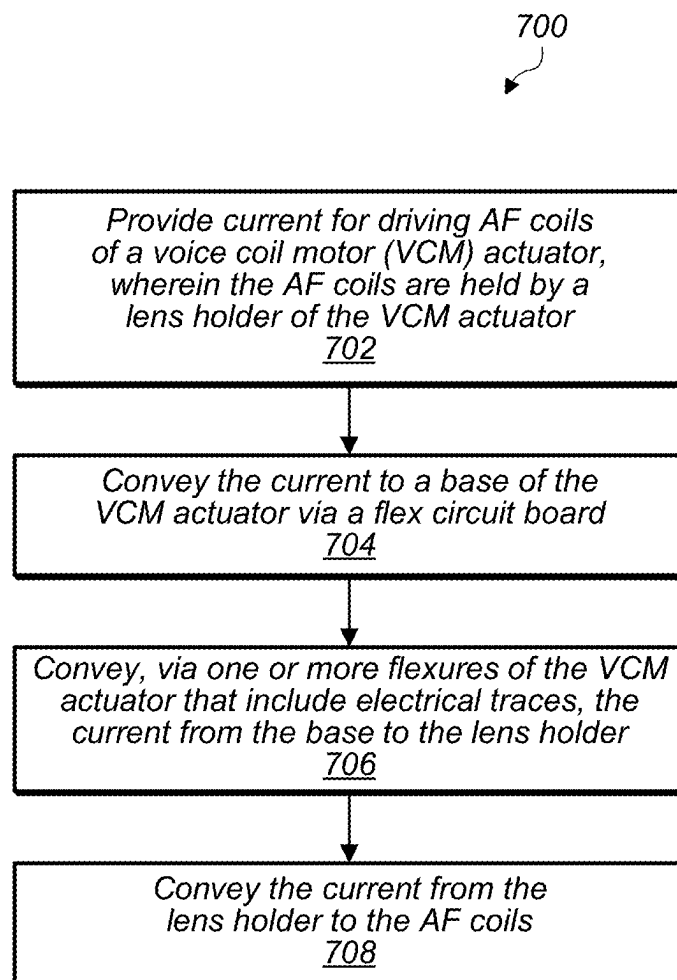 700
Provide current for driving AF coils
of a voice coil motor (VCM) actuator,
wherein the AF coils are held by a
lens holder of the VCM actuator
702
Convey the current to a base of the
VCM actuator via a flex circuit board
704
Convey, via one or more flexures of the VCM
actuator that include electrical traces, the
current from the base to the lens holder
706
Convey the current from the
lens holder to the AF coils
708